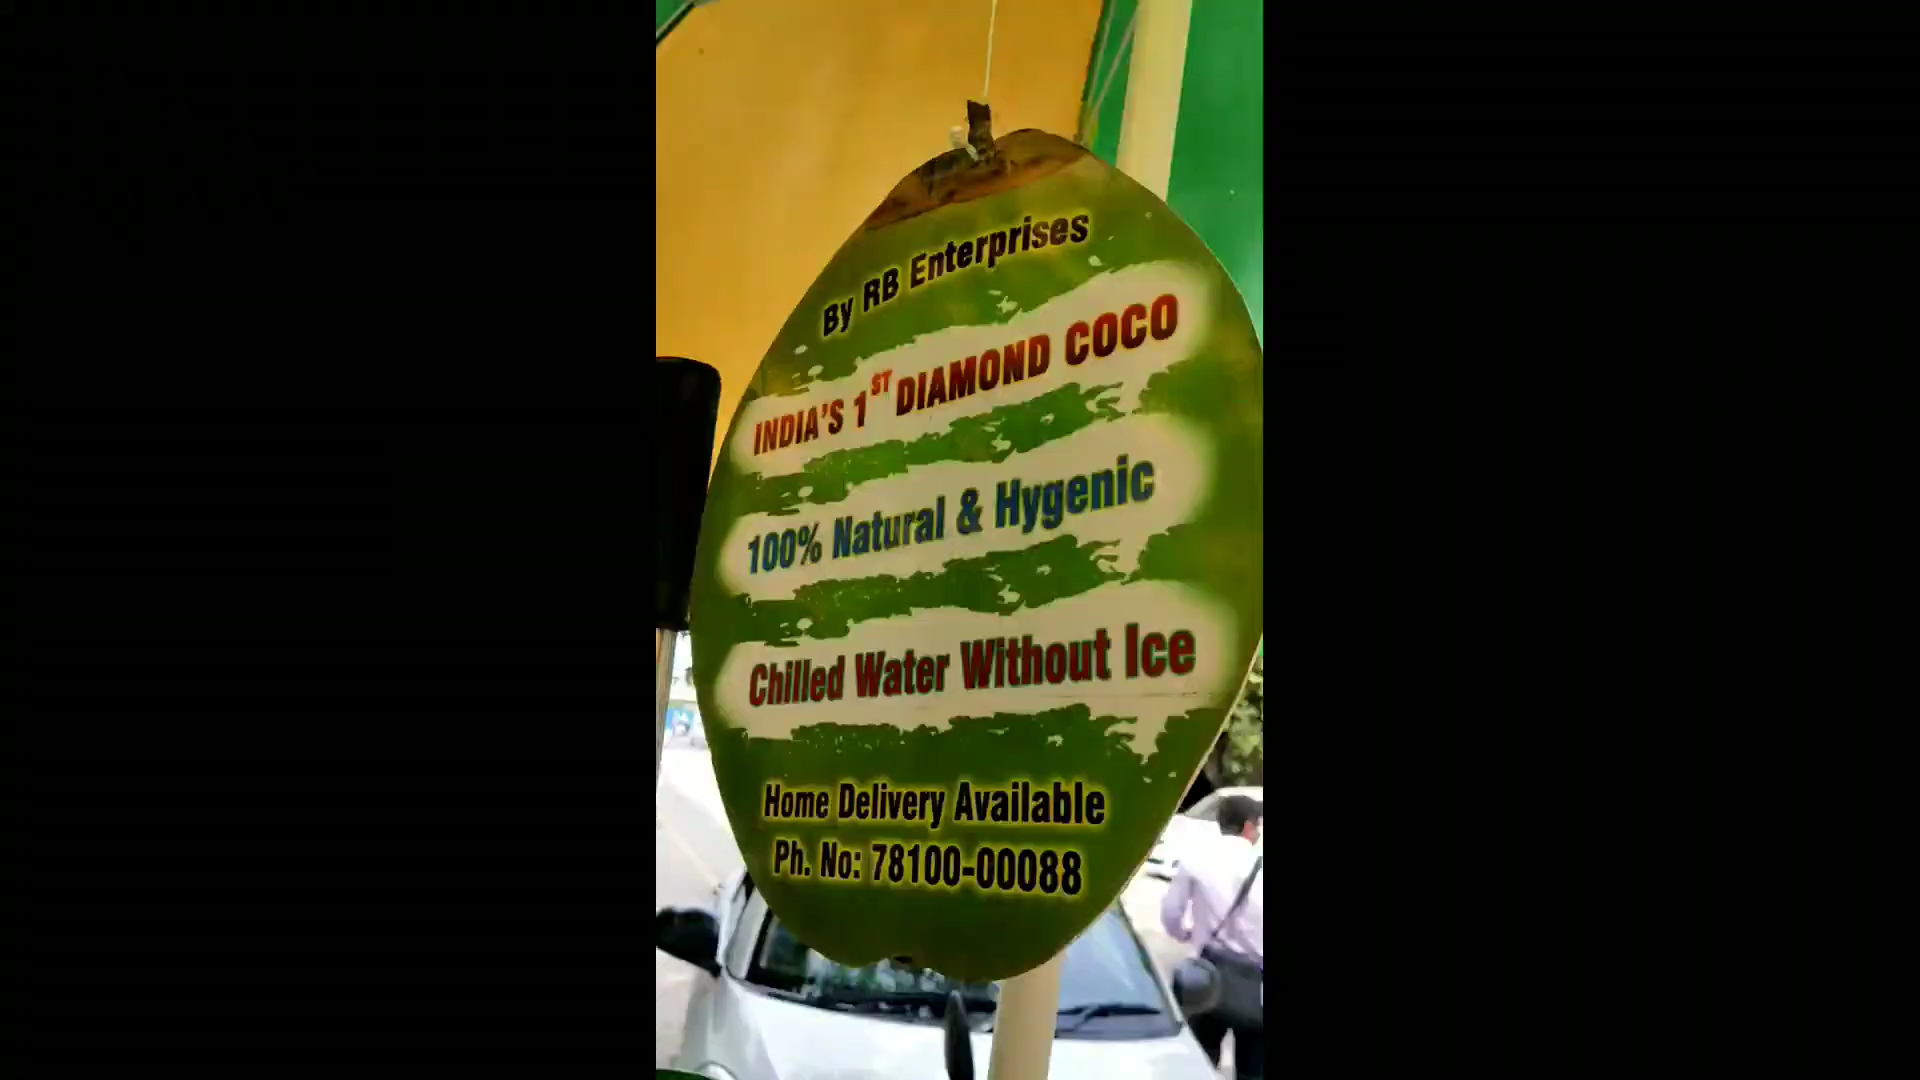 By RB Enterprises
INDIA'S 1ST DIAMOND COCO
100% Natural & Hygenic
Chilled Water Without Ice
Home Delivery Available
Ph. No: 78100-00088